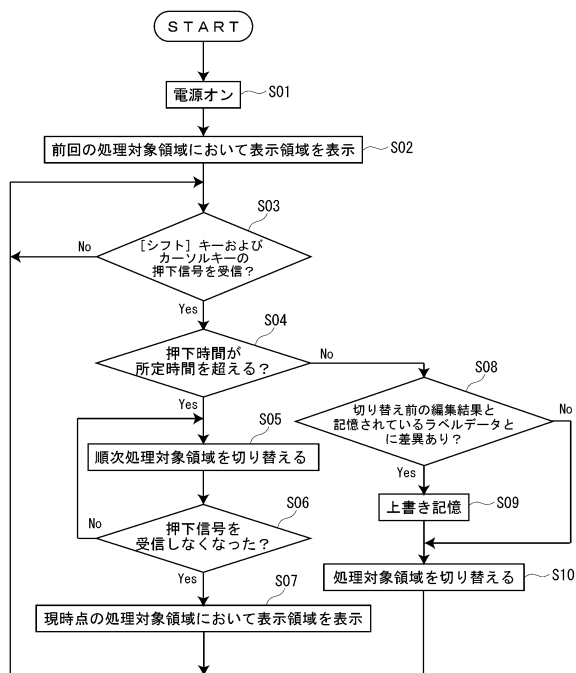 START
電源オン
S01
前回の処理対象領域において表示領域を表示
S02
S03
[シフト] キーおよび
カーソルキーの
押下信号を受信？
No
Yes
S04
押下時間が
所定時間を超える？
No
Yes
S08
切り替え前の編集結果と
記憶されているラベルデータと
に差異あり？
No
Yes
S05
順次処理対象領域を切り替える
S09
上書き記憶
S06
押下信号を
受信しなくなった？
No
Yes
S10
処理対象領域を切り替える
S07
現時点の処理対象領域において表示領域を表示